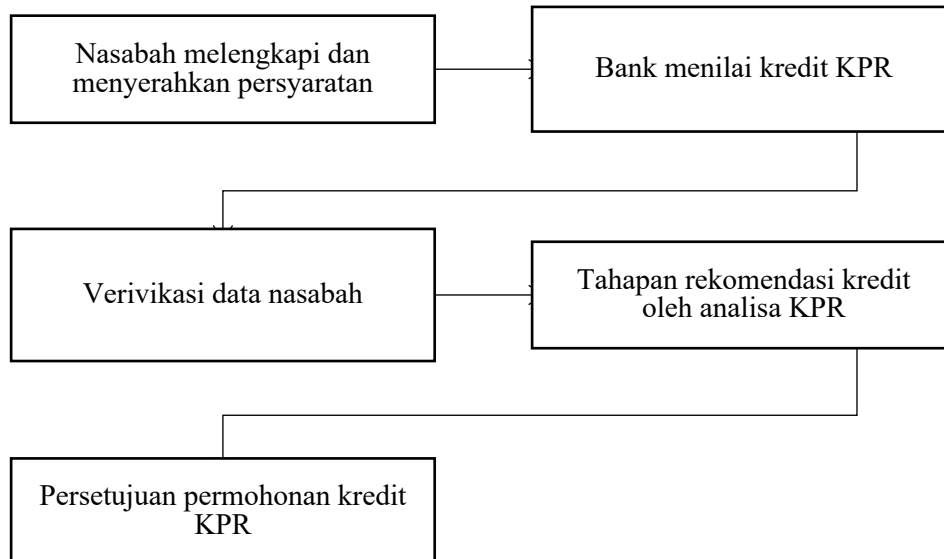 Nasabah melengkapi dan
menyerahkan persyaratan
Bank menilai kredit KPR
Verivikasi data nasabah
Tahapan rekomendasi kredit
oleh analisa KPR
Persetujuan permohonan kredit
KPR